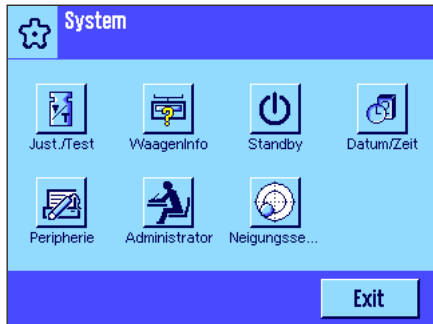 System
Just./Test
WaagenInfo
Standby
Datum/Zeit
Peripherie
Administrator
Neigungsse...
Exit